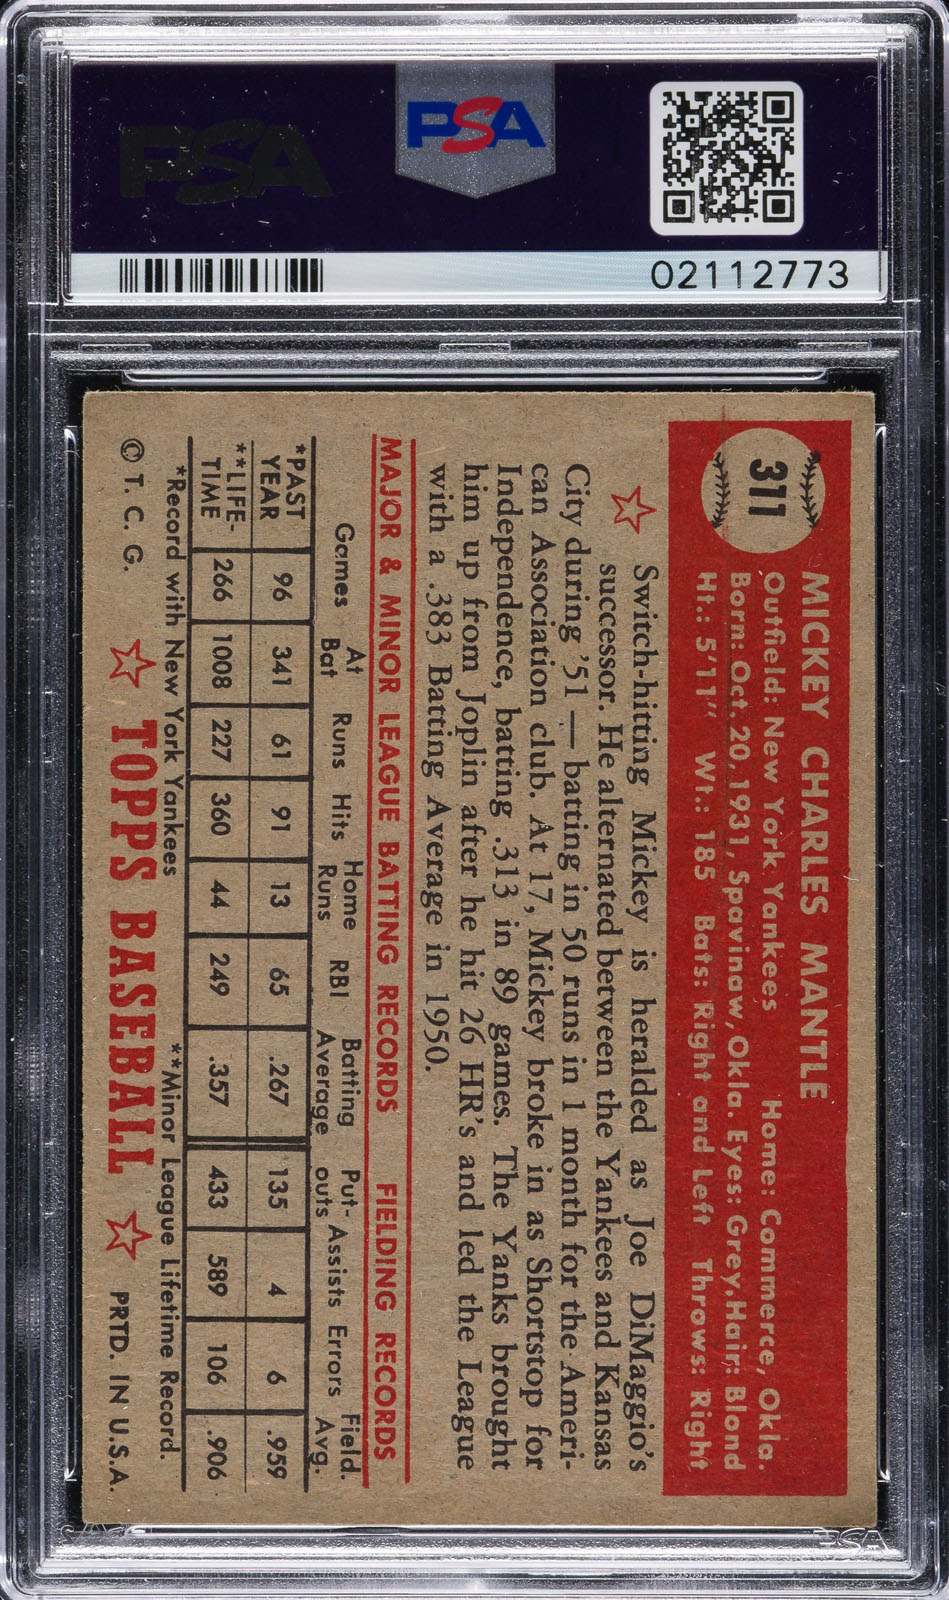 PSA
PSA
02112773
311
MICKEY CHARLES MANTLE
Outfield: New York Yankees Home: Commerce, Okla.
Born: Oct. 20, 1931, Spavinaw, Okla. Eyes: Grey, Hair: Blond
Ht.: 5'11" Wt.: 185 Bats: Right and Left Throws: Right
Switch-hitting Mickey is heralded as Joe DiMaggio's
successor. He alternated between the Yankees and Kansas
City during '51 — batting in 50 runs in 1 month for the Ameri-
can Association club. At 17, Mickey broke in as Shortstop for
Independence, batting .313 in 89 games. The Yanks brought
him up from Joplin after he hit 26 HR's and led the League
with a .383 Batting Average in 1950.
MAJOR & MINOR LEAGUE BATTING RECORDS FIELDING RECORDS
Games At Bat Runs Hits Home Runs RBI Batting Average Put-outs Assists Errors Field. Avg.
*PAST YEAR 96 341 61 91 13 65 .267 135 4 6 .959
**LIFE-TIME 266 1008 227 360 44 249 .357 433 589 106 .906
*Record with New York Yankees **Minor League Lifetime Record.
© T. C. G. TOPPS BASEBALL PRTD. IN U.S.A.
PSA